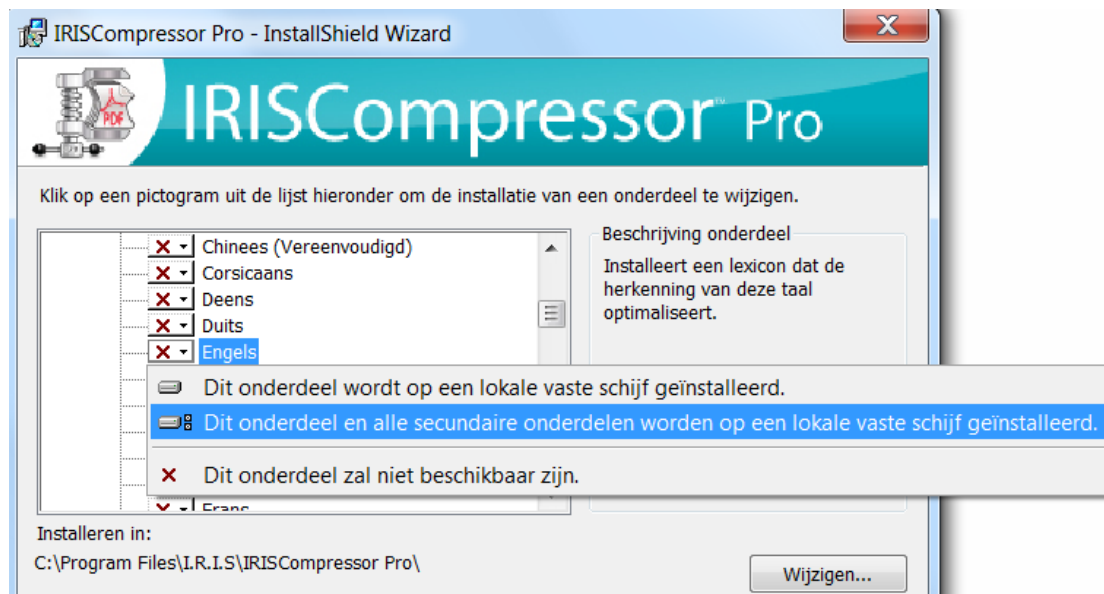 IRISCompressor Pro - InstallShield Wizard
PDF
IRISCompressor™ Pro
Klik op een pictogram uit de lijst hieronder om de installatie van een onderdeel te wijzigen.
Chinees (Vereenvoudigd)
Corsicaans
Deens
Duits
Engels
Beschrijving onderdeel
Installeert een lexicon dat de
herkenning van deze taal
optimaliseert.
Dit onderdeel wordt op een lokale vaste schijf geïnstalleerd.
Dit onderdeel en alle secundaire onderdelen worden op een lokale vaste schijf geïnstalleerd.
Dit onderdeel zal niet beschikbaar zijn.
Frans
Installeren in:
C:\Program Files\I.R.I.S\IRISCompressor Pro\
Wijzigen...